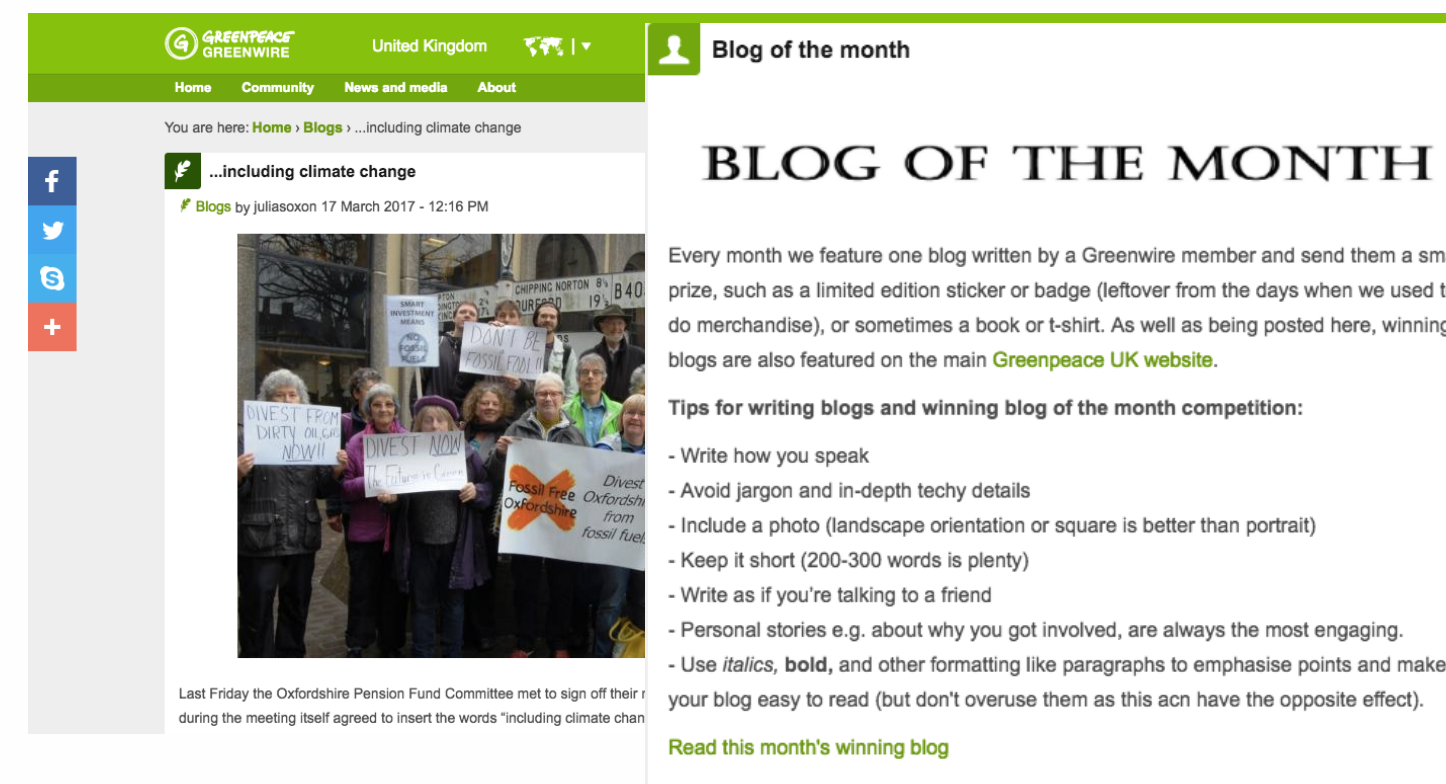 GREENPEACE
GREENWIRE
United Kingdom
Home Community News and media About
You are here: Home › Blogs › ...including climate change
...including climate change
Blogs by juliasoxon 17 March 2017 - 12:16 PM
CHIPPING NORTON 8¼ B40
19½
SMART
INVESTMENT
MEANS
NO
FOSSIL
FUELS
DON'T BE
FOSSIL FOOL!!
DIVEST FROM
DIRTY OIL, GAS
NOW!!
DIVEST NOW
The Future is Green
Fossil Free
Oxfordshire
Divest
Oxfordshi
from
fossil fuel
Last Friday the Oxfordshire Pension Fund Committee met to sign off their
during the meeting itself agreed to insert the words "including climate chan
Blog of the month
BLOG OF THE MONTH
Every month we feature one blog written by a Greenwire member and send them a sm
prize, such as a limited edition sticker or badge (leftover from the days when we used t
do merchandise), or sometimes a book or t-shirt. As well as being posted here, winning
blogs are also featured on the main Greenpeace UK website.
Tips for writing blogs and winning blog of the month competition:
- Write how you speak
- Avoid jargon and in-depth techy details
- Include a photo (landscape orientation or square is better than portrait)
- Keep it short (200-300 words is plenty)
- Write as if you're talking to a friend
- Personal stories e.g. about why you got involved, are always the most engaging.
- Use italics, bold, and other formatting like paragraphs to emphasise points and make
your blog easy to read (but don't overuse them as this acn have the opposite effect).
Read this month's winning blog